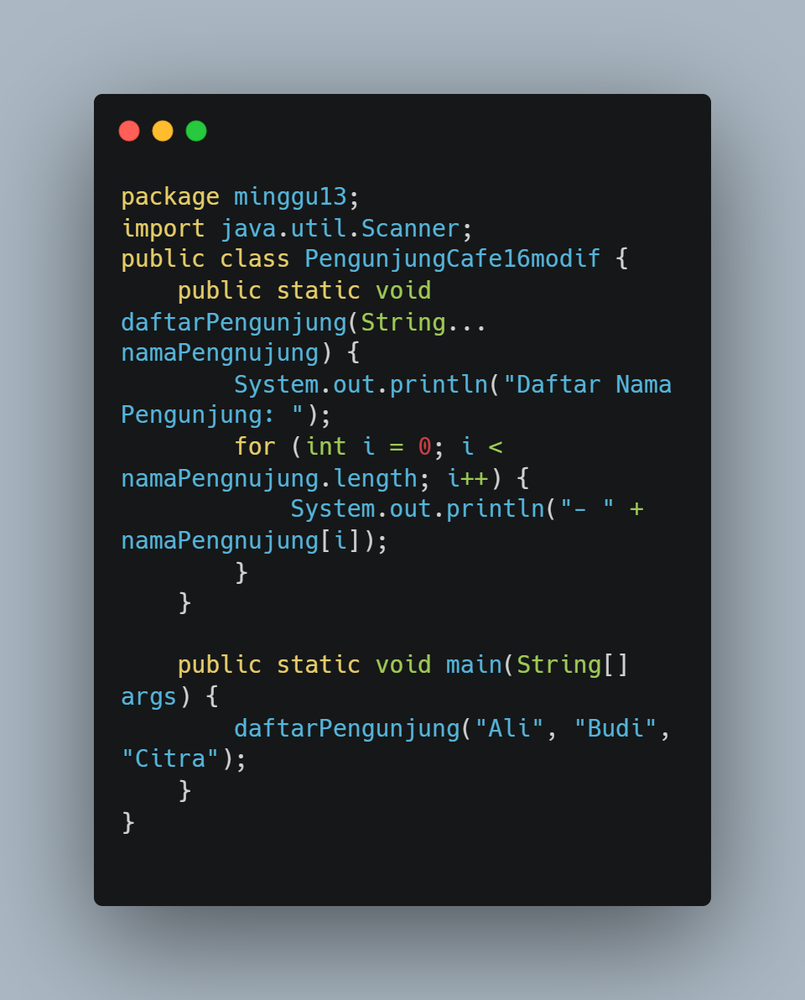 package minggu13;
import java.util.Scanner;
public class PengunjungCafe16modif {
    public static void
daftarPengunjung(String...
namaPengnujung) {
        System.out.println("Daftar Nama
Pengunjung: ");
        for (int i = 0; i <
namaPengnujung.length; i++) {
            System.out.println("- " +
namaPengnujung[i]);
        }
    }

    public static void main(String[]
args) {
        daftarPengunjung("Ali", "Budi",
"Citra");
    }
}